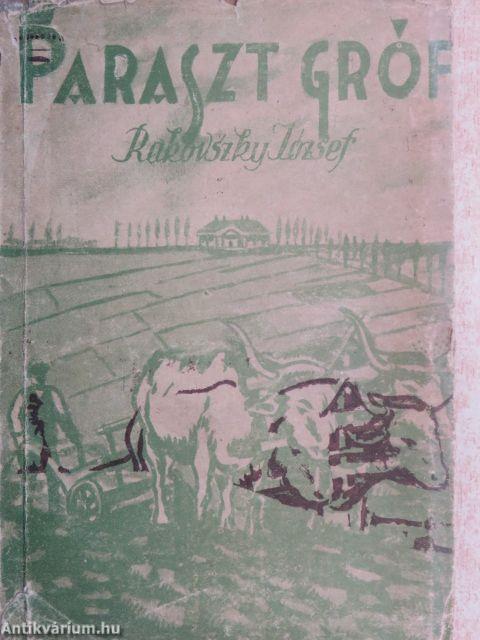 PARASZT GRÓF
Rakovszky József
Antikvárium.hu